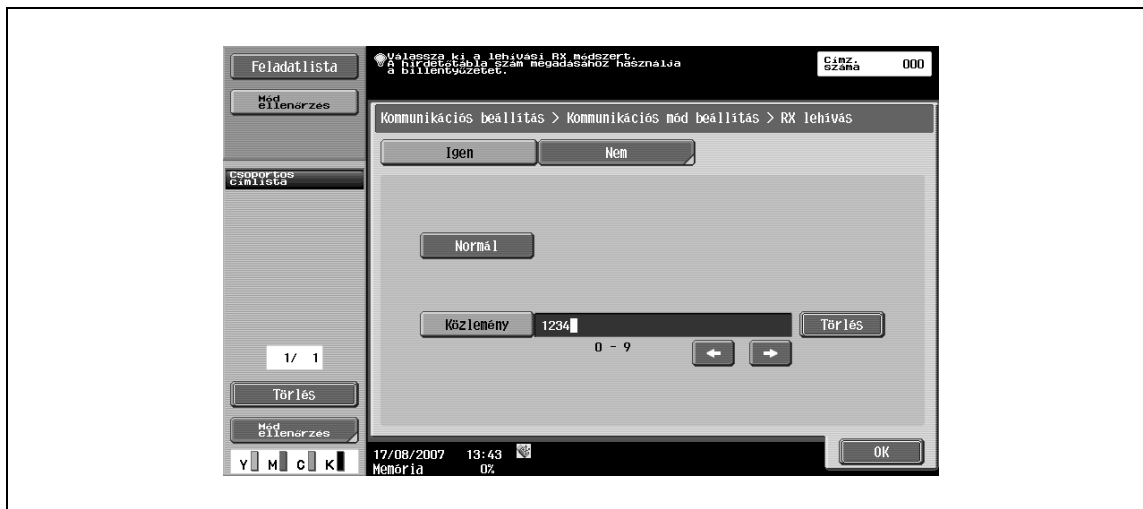 Feladatlista
Mód
ellenőrzés
Csoportos
címlista
1/ 1
Törlés
Mód
ellenőrzés
Y M C K
Válassza ki a lehívási RX módszert.
A hirdetőtábla szám megadásához használja
a billentyűzetet.
Címz.
száma 000
Kommunikációs beállítás > Kommunikációs mód beállítás > RX lehívás
Igen Nem
Normál
Közlemény 1234 Törlés
0 - 9
17/08/2007 13:43
Memória 0%
OK